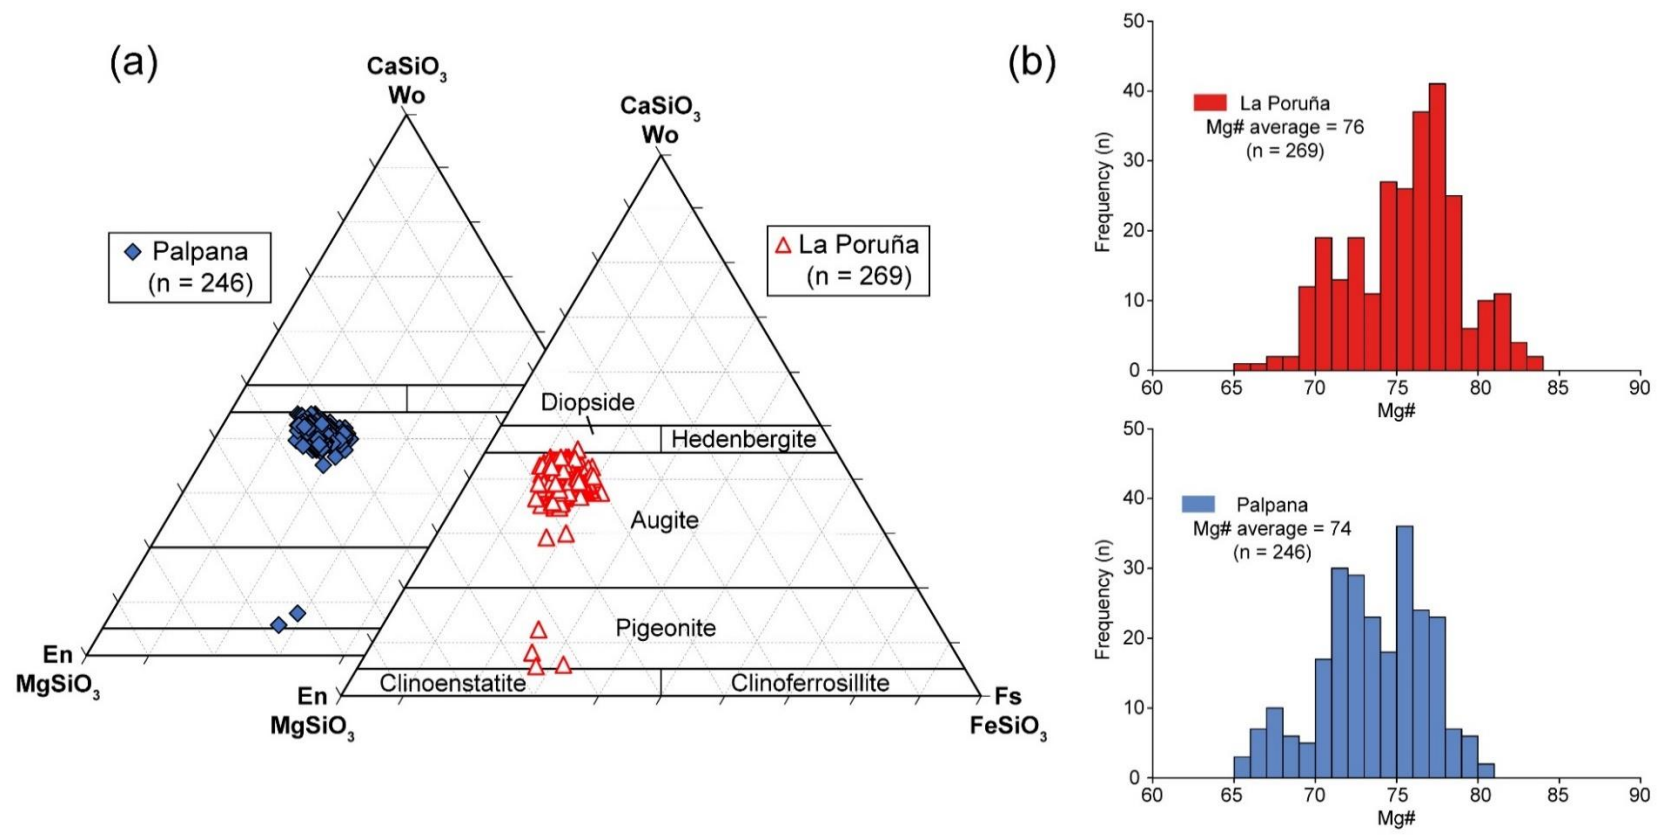 (a)
CaSiO₃
Wo
CaSiO₃
Wo
Palpana
(n = 246)
La Poruña
(n = 269)
Diopside
Hedenbergite
Augite
Pigeonite
Clinoenstatite
Clinoferrosillite
En
MgSiO₃
En
MgSiO₃
Fs
FeSiO₃
(b)
50
40
30
20
10
0
Frequency (n)
La Poruña
Mg# average = 76
(n = 269)
60 65 70 75 80 85 90
Mg#
50
40
30
20
10
0
Frequency (n)
Palpana
Mg# average = 74
(n = 246)
60 65 70 75 80 85 90
Mg#